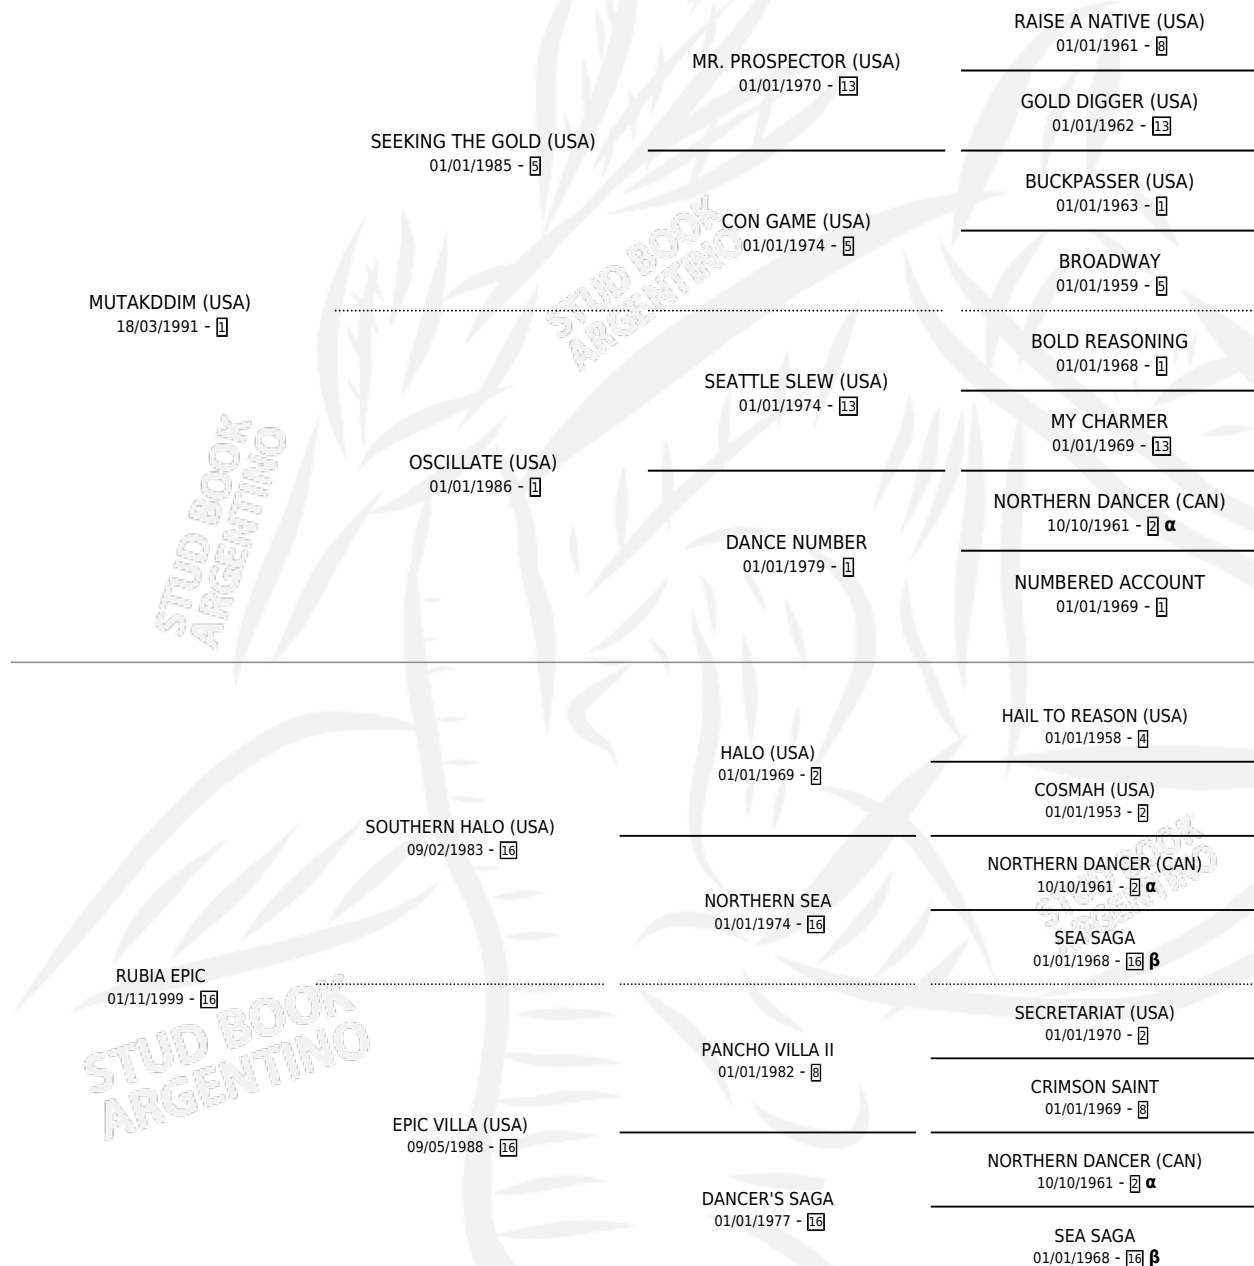 RAISE A NATIVE (USA)
01/01/1961 - 8
MR. PROSPECTOR (USA)
01/01/1970 - 13
GOLD DIGGER (USA)
01/01/1962 - 13
SEEKING THE GOLD (USA)
01/01/1985 - 5
BUCKPASSER (USA)
01/01/1963 - 1
CON GAME (USA)
01/01/1974 - 5
BROADWAY
01/01/1959 - 5
MUTAKDDIM (USA)
18/03/1991 - 1
BOLD REASONING
01/01/1968 - 1
SEATTLE SLEW (USA)
01/01/1974 - 13
MY CHARMER
01/01/1969 - 13
OSCILLATE (USA)
01/01/1986 - 1
NORTHERN DANCER (CAN)
10/10/1961 - 2 α
DANCE NUMBER
01/01/1979 - 1
NUMBERED ACCOUNT
01/01/1969 - 1
HAIL TO REASON (USA)
01/01/1958 - 4
HALO (USA)
01/01/1969 - 2
COSMAH (USA)
01/01/1953 - 2
SOUTHERN HALO (USA)
09/02/1983 - 16
NORTHERN DANCER (CAN)
10/10/1961 - 2 α
NORTHERN SEA
01/01/1974 - 16
SEA SAGA
01/01/1968 - 16 β
RUBIA EPIC
01/11/1999 - 16
SECRETARIAT (USA)
01/01/1970 - 2
PANCHO VILLA II
01/01/1982 - 8
CRIMSON SAINT
01/01/1969 - 8
EPIC VILLA (USA)
09/05/1988 - 16
NORTHERN DANCER (CAN)
10/10/1961 - 2 α
DANCER'S SAGA
01/01/1977 - 16
SEA SAGA
01/01/1968 - 16 β
STUD BOOK
ARGENTINO
STUD BOOK
ARGENTINO
STUD BOOK
ARGENTINO
STUD BOOK
ARGENTINO